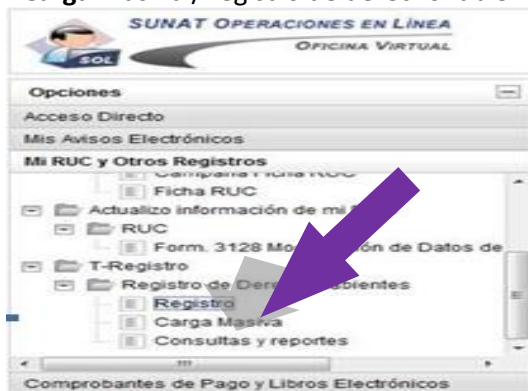 SUNAT OPERACIONES EN LÍNEA
OFICINA VIRTUAL
SOL
Opciones
Acceso Directo
Mis Avisos Electrónicos
Mi RUC y Otros Registros
Ficha RUC
Actualizo información de mi
RUC
Form. 3128 de Datos de
T-Registro
Registro de
Registro
Carga Masiva
Consultas y reportes
Comprobantes de Pago y Libros Electrónicos